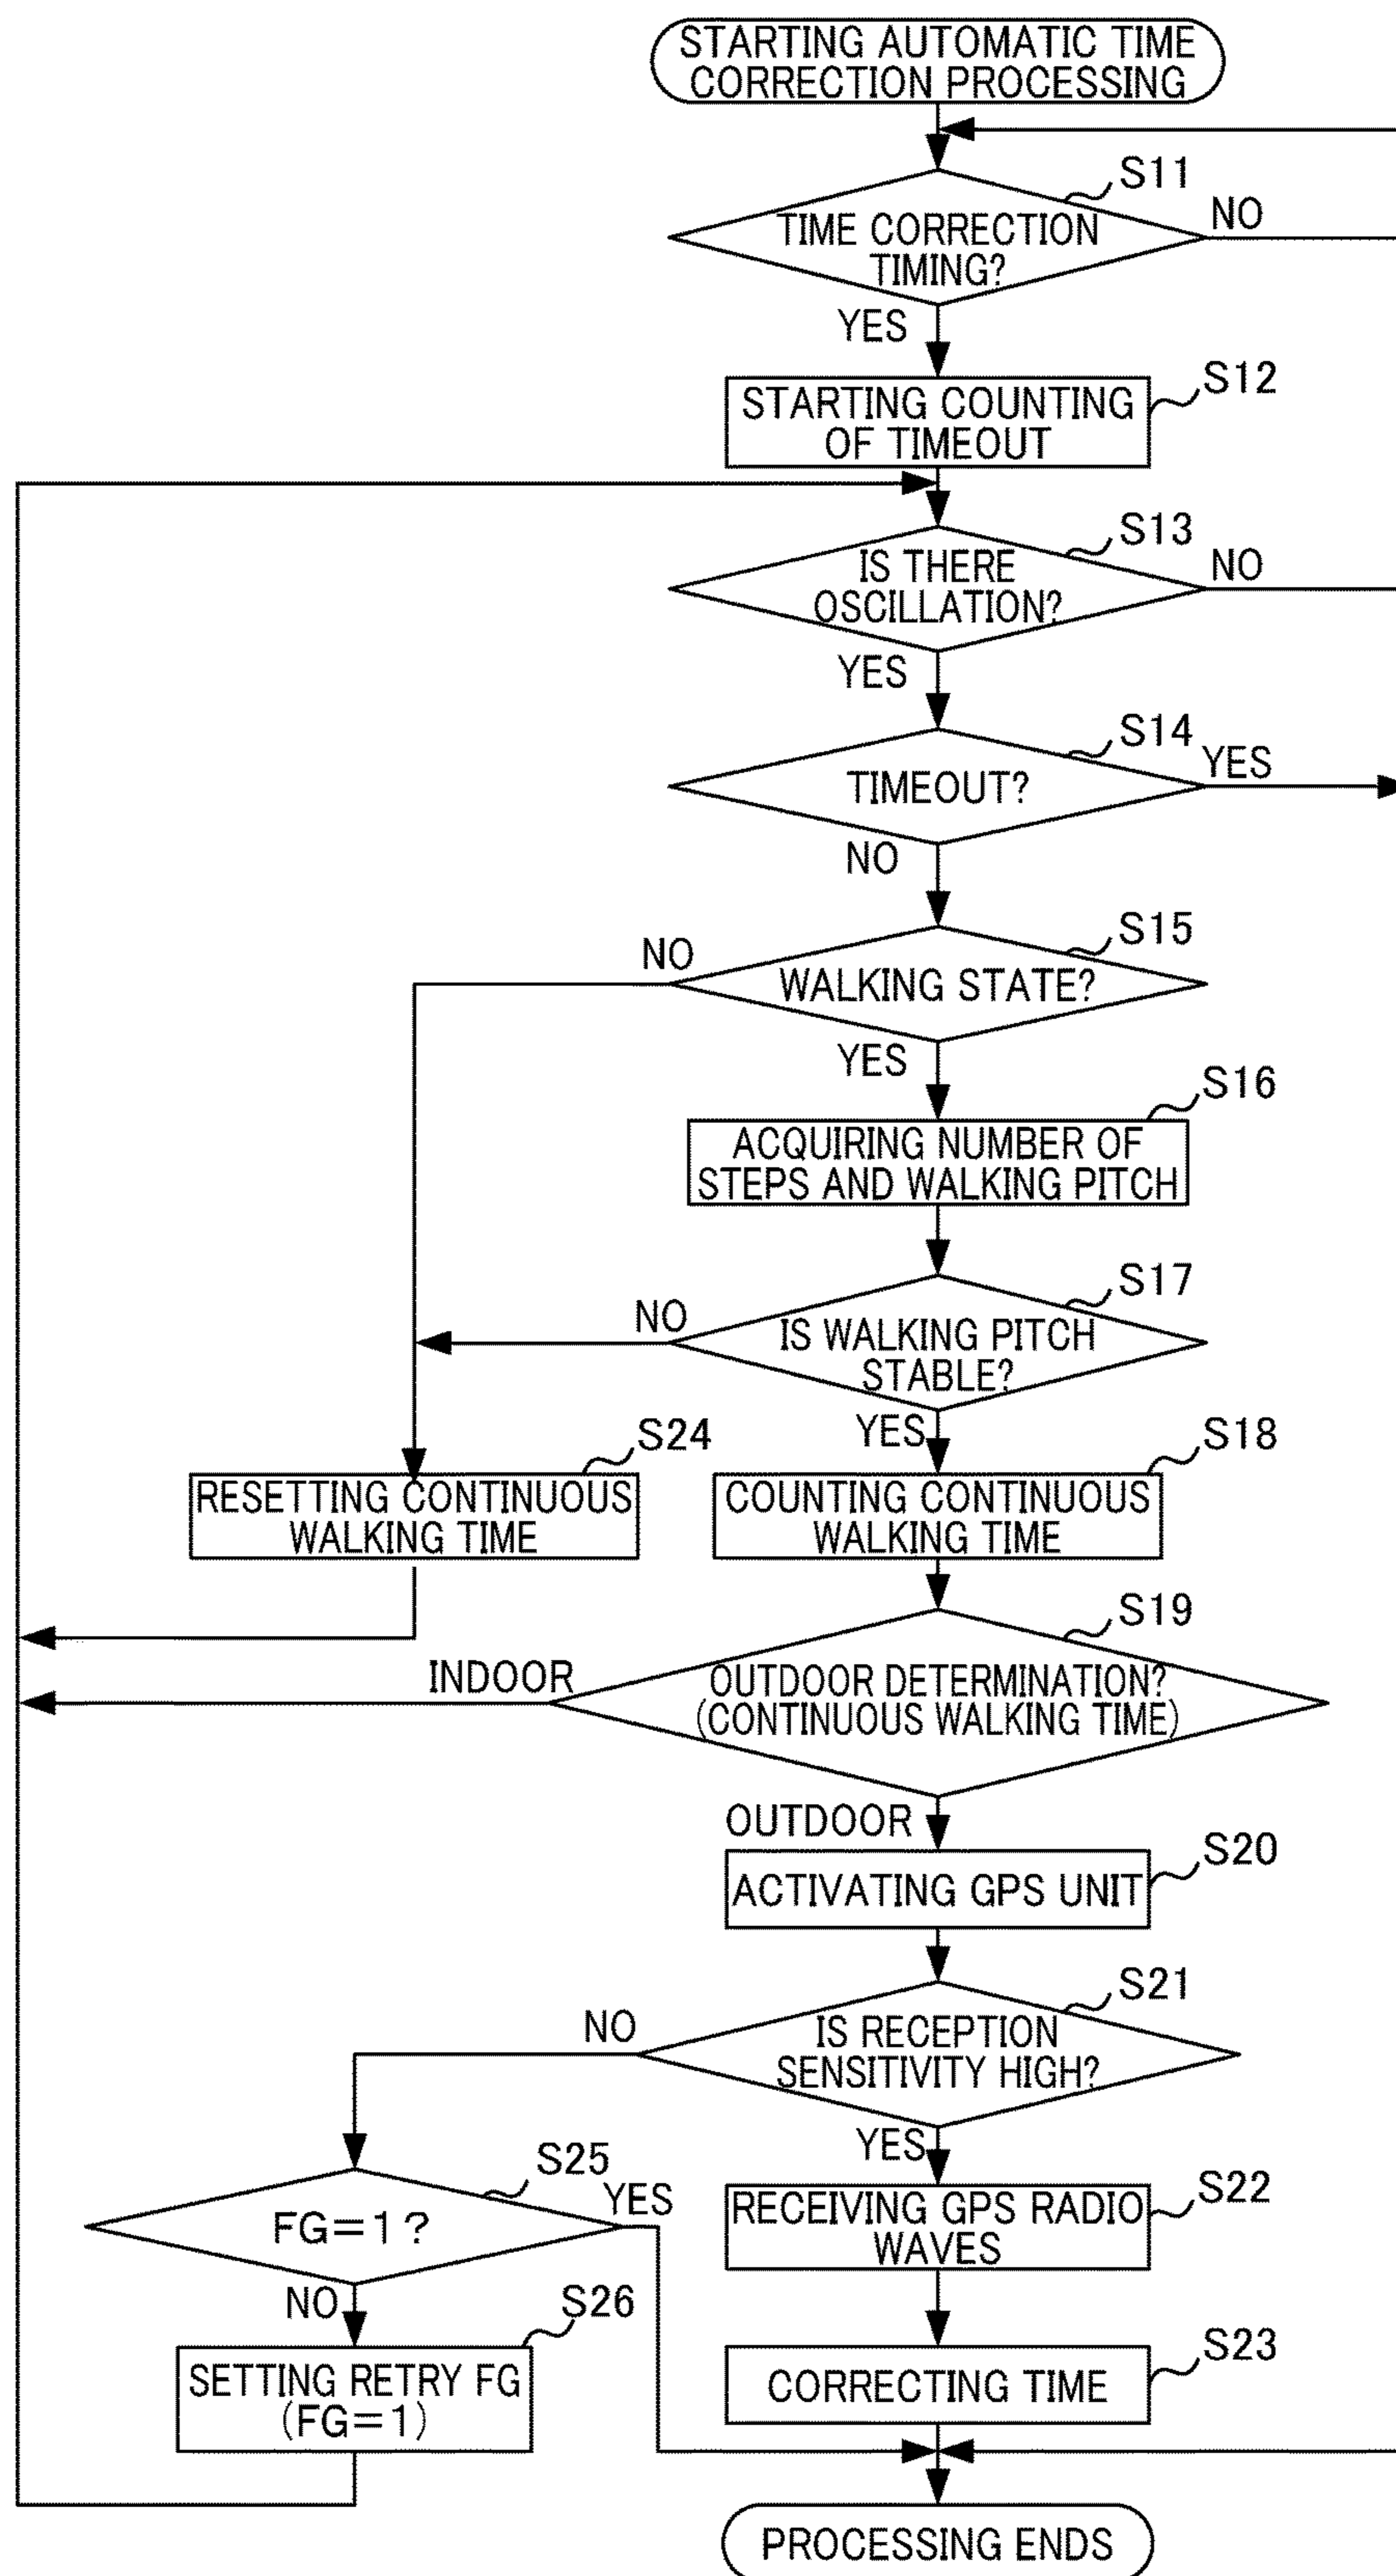 STARTING AUTOMATIC TIME
CORRECTION PROCESSING
S11
TIME CORRECTION
TIMING?
NO
YES
S12
STARTING COUNTING
OF TIMEOUT
S13
IS THERE
OSCILLATION?
NO
YES
S14
TIMEOUT?
YES
NO
S15
NO
WALKING STATE?
YES
S16
ACQUIRING NUMBER OF
STEPS AND WALKING PITCH
S17
NO
IS WALKING PITCH
STABLE?
YES
S24
RESETTING CONTINUOUS
WALKING TIME
S18
COUNTING CONTINUOUS
WALKING TIME
S19
INDOOR
OUTDOOR DETERMINATION?
(CONTINUOUS WALKING TIME)
OUTDOOR
S20
ACTIVATING GPS UNIT
S21
NO
IS RECEPTION
SENSITIVITY HIGH?
YES
S25
YES
FG=1?
NO
S22
RECEIVING GPS RADIO
WAVES
S26
SETTING RETRY FG
(FG=1)
S23
CORRECTING TIME
PROCESSING ENDS